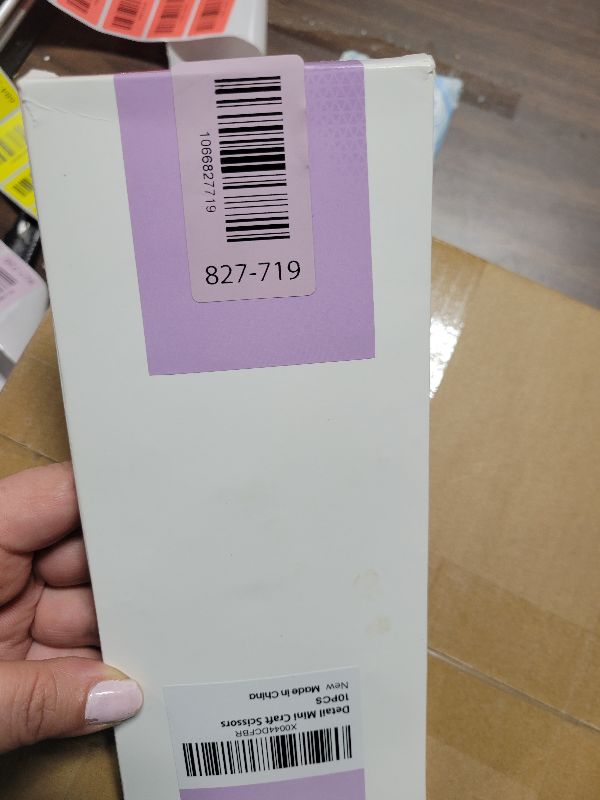 1066827719
827-719
X0044DCFBR
Detail Mini Craft Scissors
10PCS
New Made in China